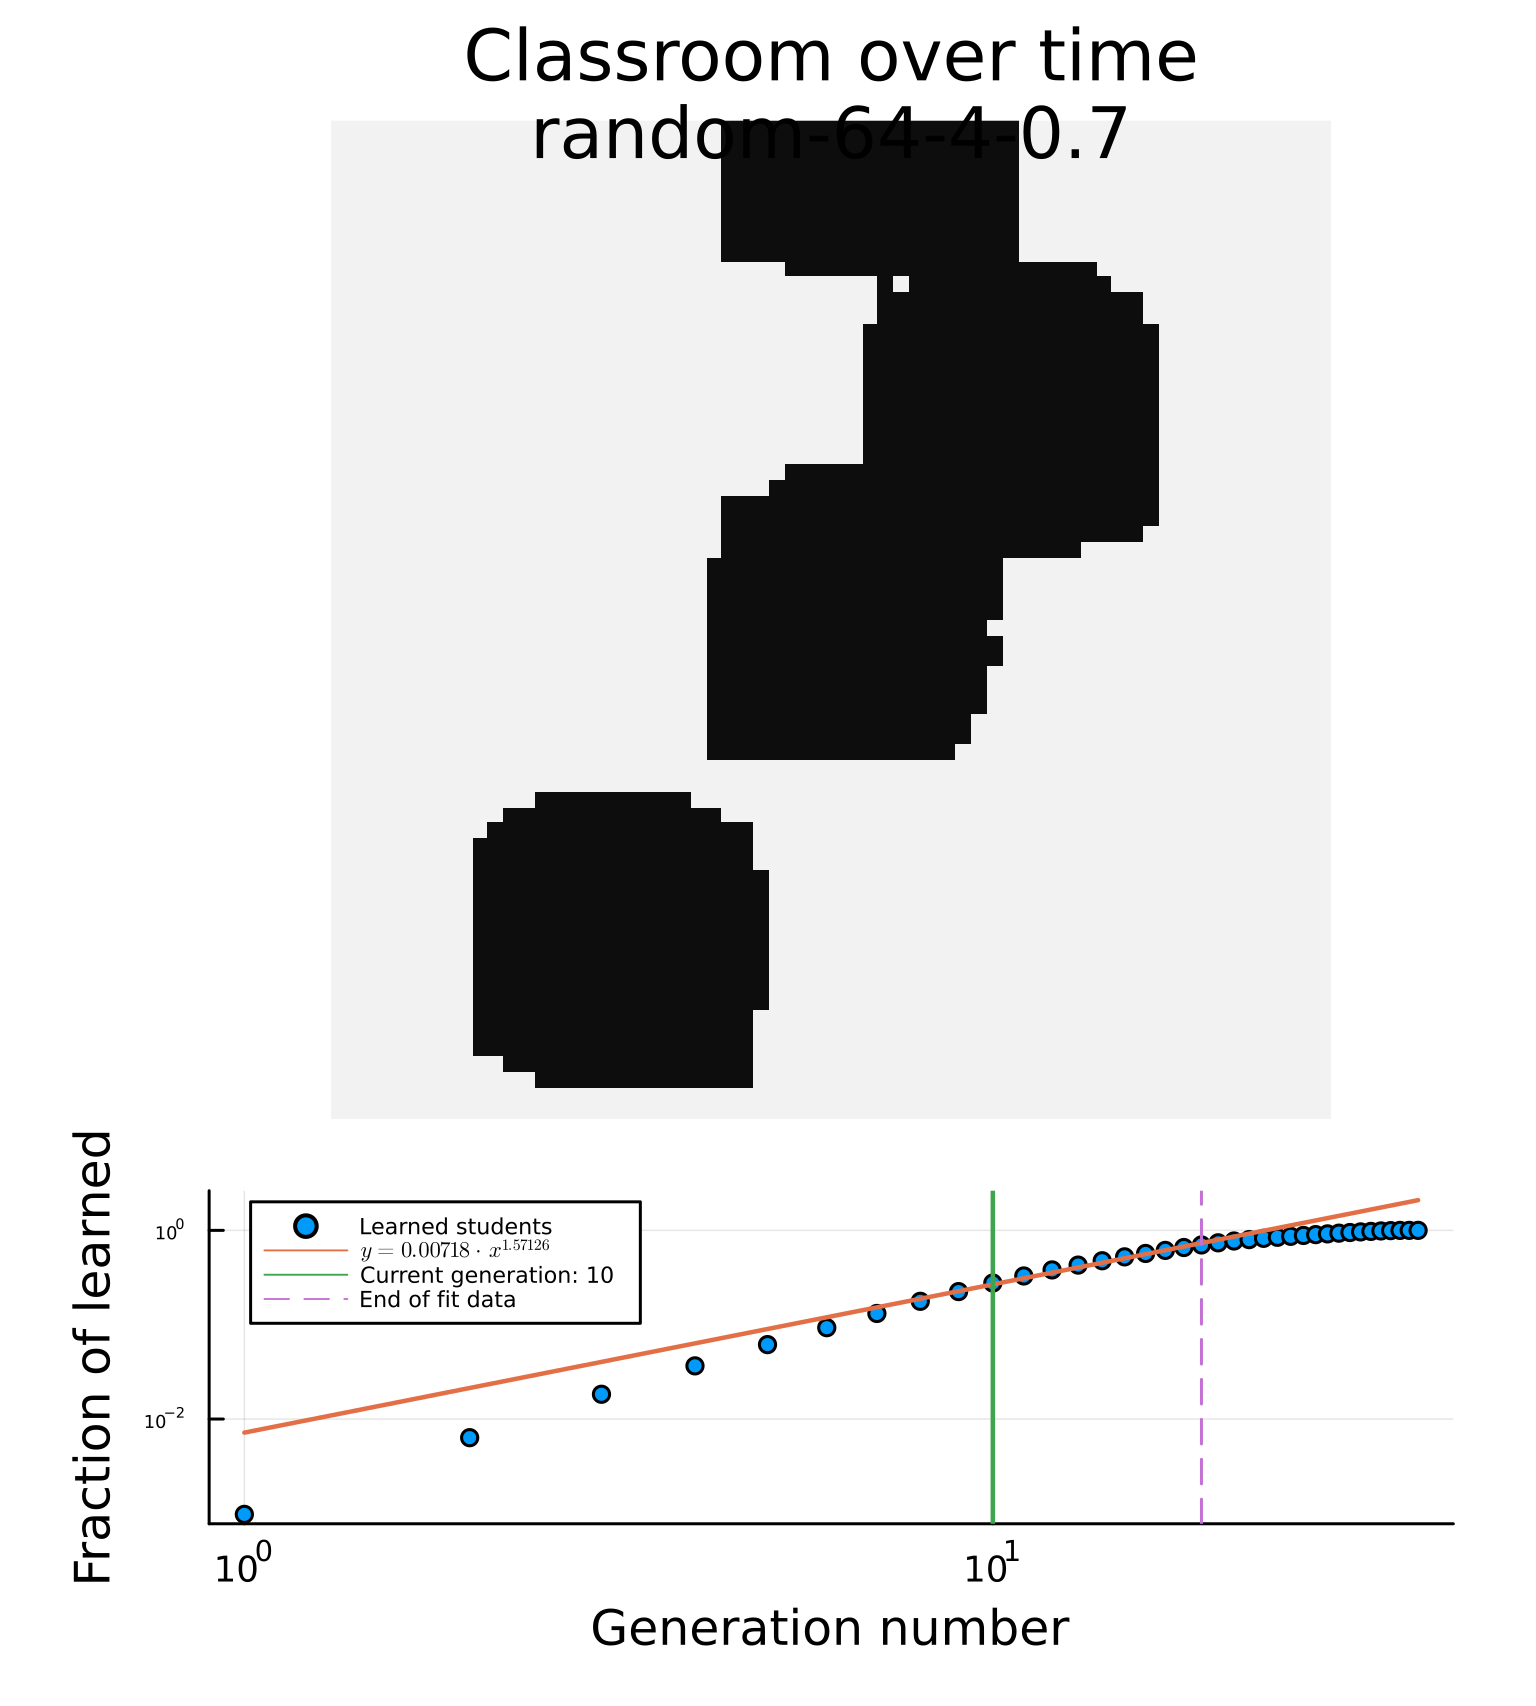 Classroom over time
random-64-4-0.7
Fraction of learned
10⁰
10⁻²
Learned students
y = 0.00718 · x^1.57126
Current generation: 10
End of fit data
10⁰
10¹
Generation number